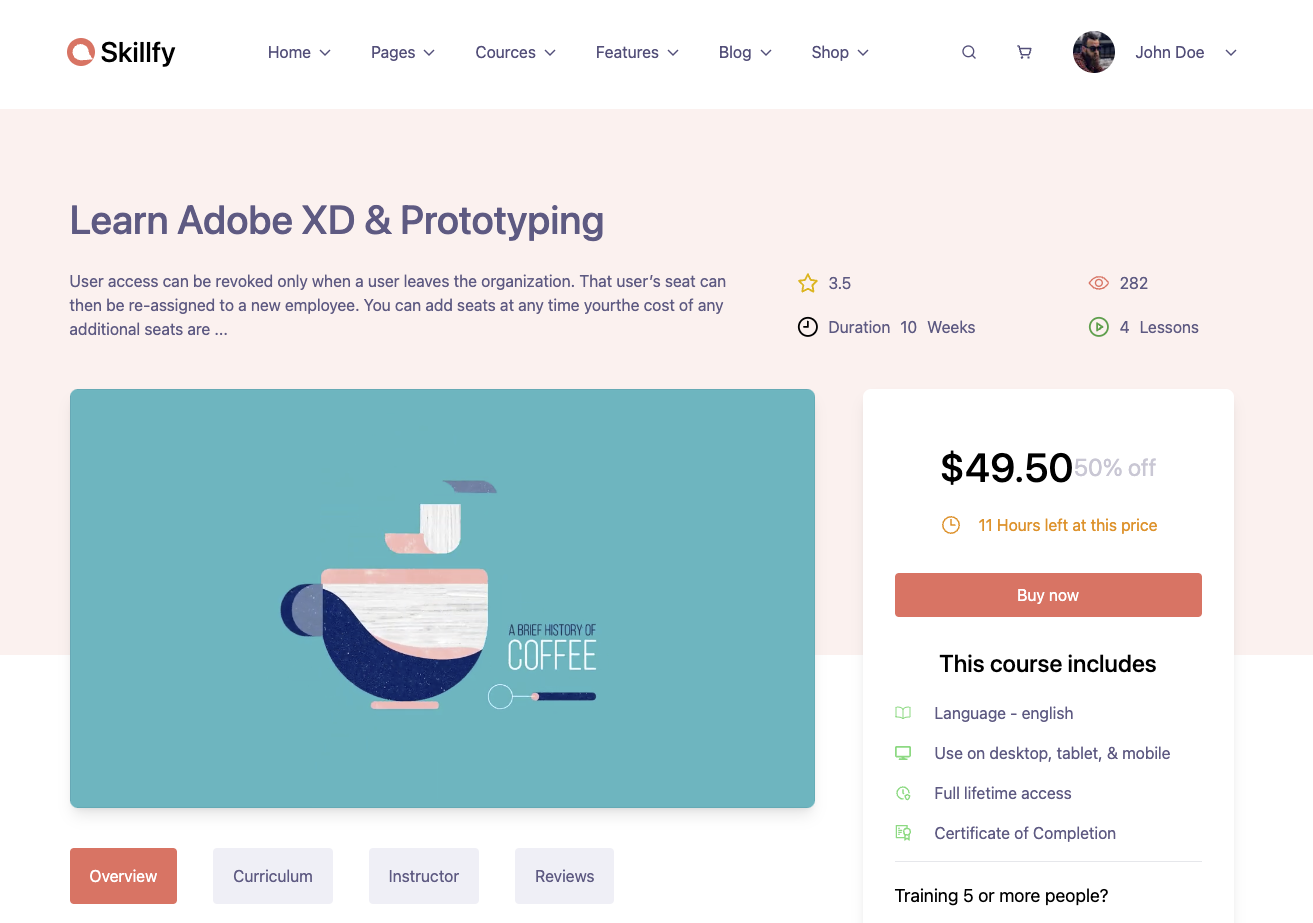 Skillfy
Home
Pages
Cources
Features
Blog
Shop
John Doe
Learn Adobe XD & Prototyping
User access can be revoked only when a user leaves the organization. That user’s seat can
then be re-assigned to a new employee. You can add seats at any time yourthe cost of any
additional seats are ...
3.5
282
Duration 10 Weeks
4 Lessons
A BRIEF HISTORY OF
COFFEE
$49.50 50% off
11 Hours left at this price
Buy now
This course includes
Language - english
Use on desktop, tablet, & mobile
Full lifetime access
Certificate of Completion
Training 5 or more people?
Overview
Curriculum
Instructor
Reviews